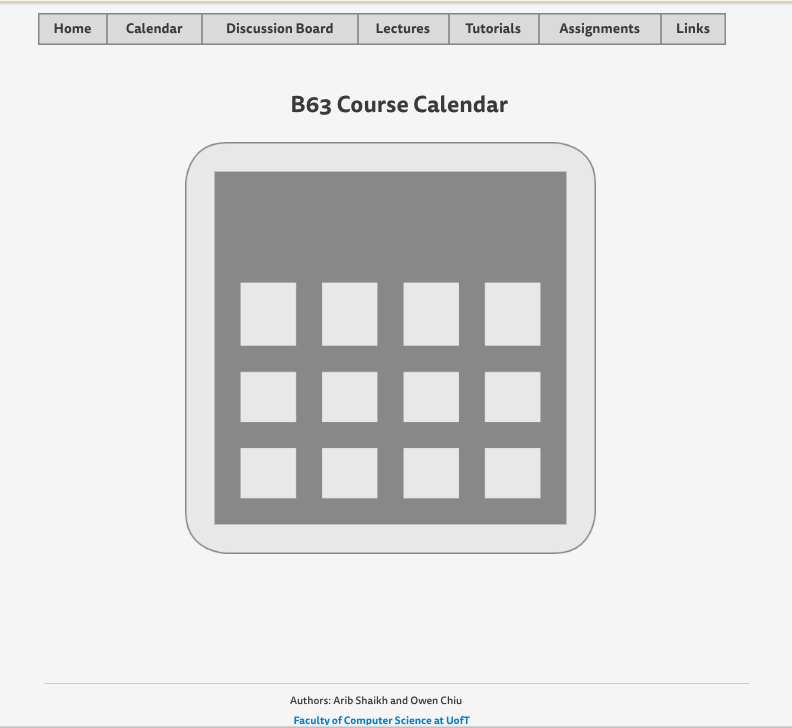 Home Calendar Discussion Board Lectures Tutorials Assignments Links
B63 Course Calendar
Authors: Arib Shaikh and Owen Chiu
Faculty of Computer Science at UofT